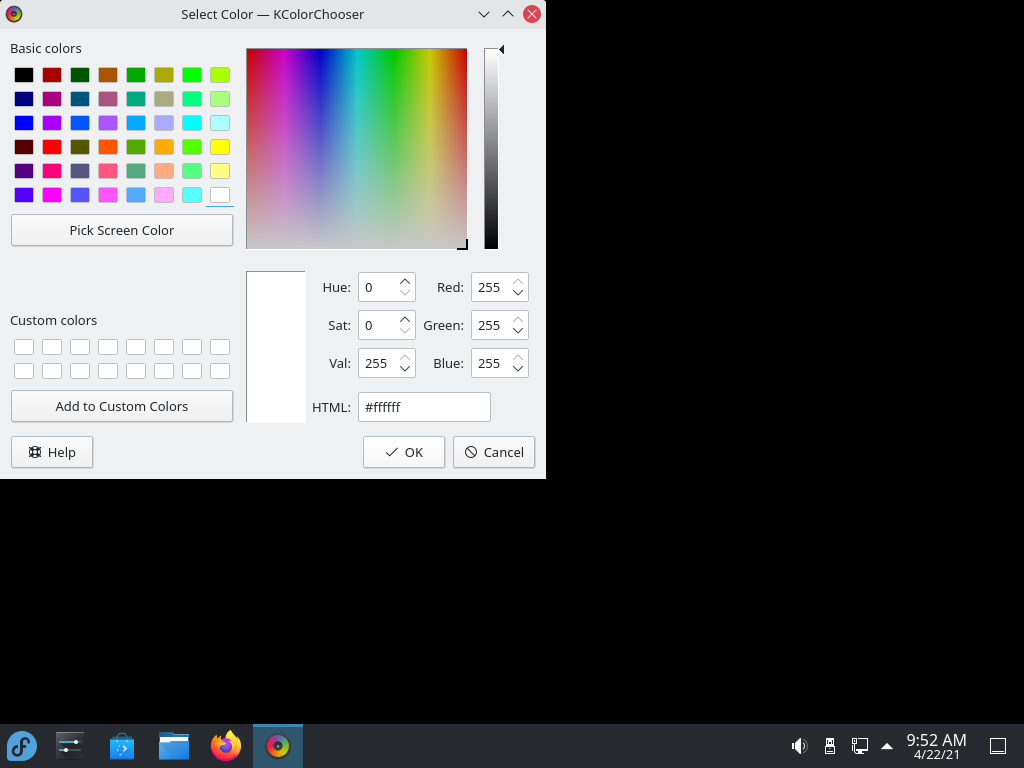 Select Color — KColorChooser
Basic colors
Pick Screen Color
Custom colors
Add to Custom Colors
Hue: 0 Red: 255
Sat: 0 Green: 255
Val: 255 Blue: 255
HTML: #ffffff
Help OK Cancel
9:52 AM
4/22/21